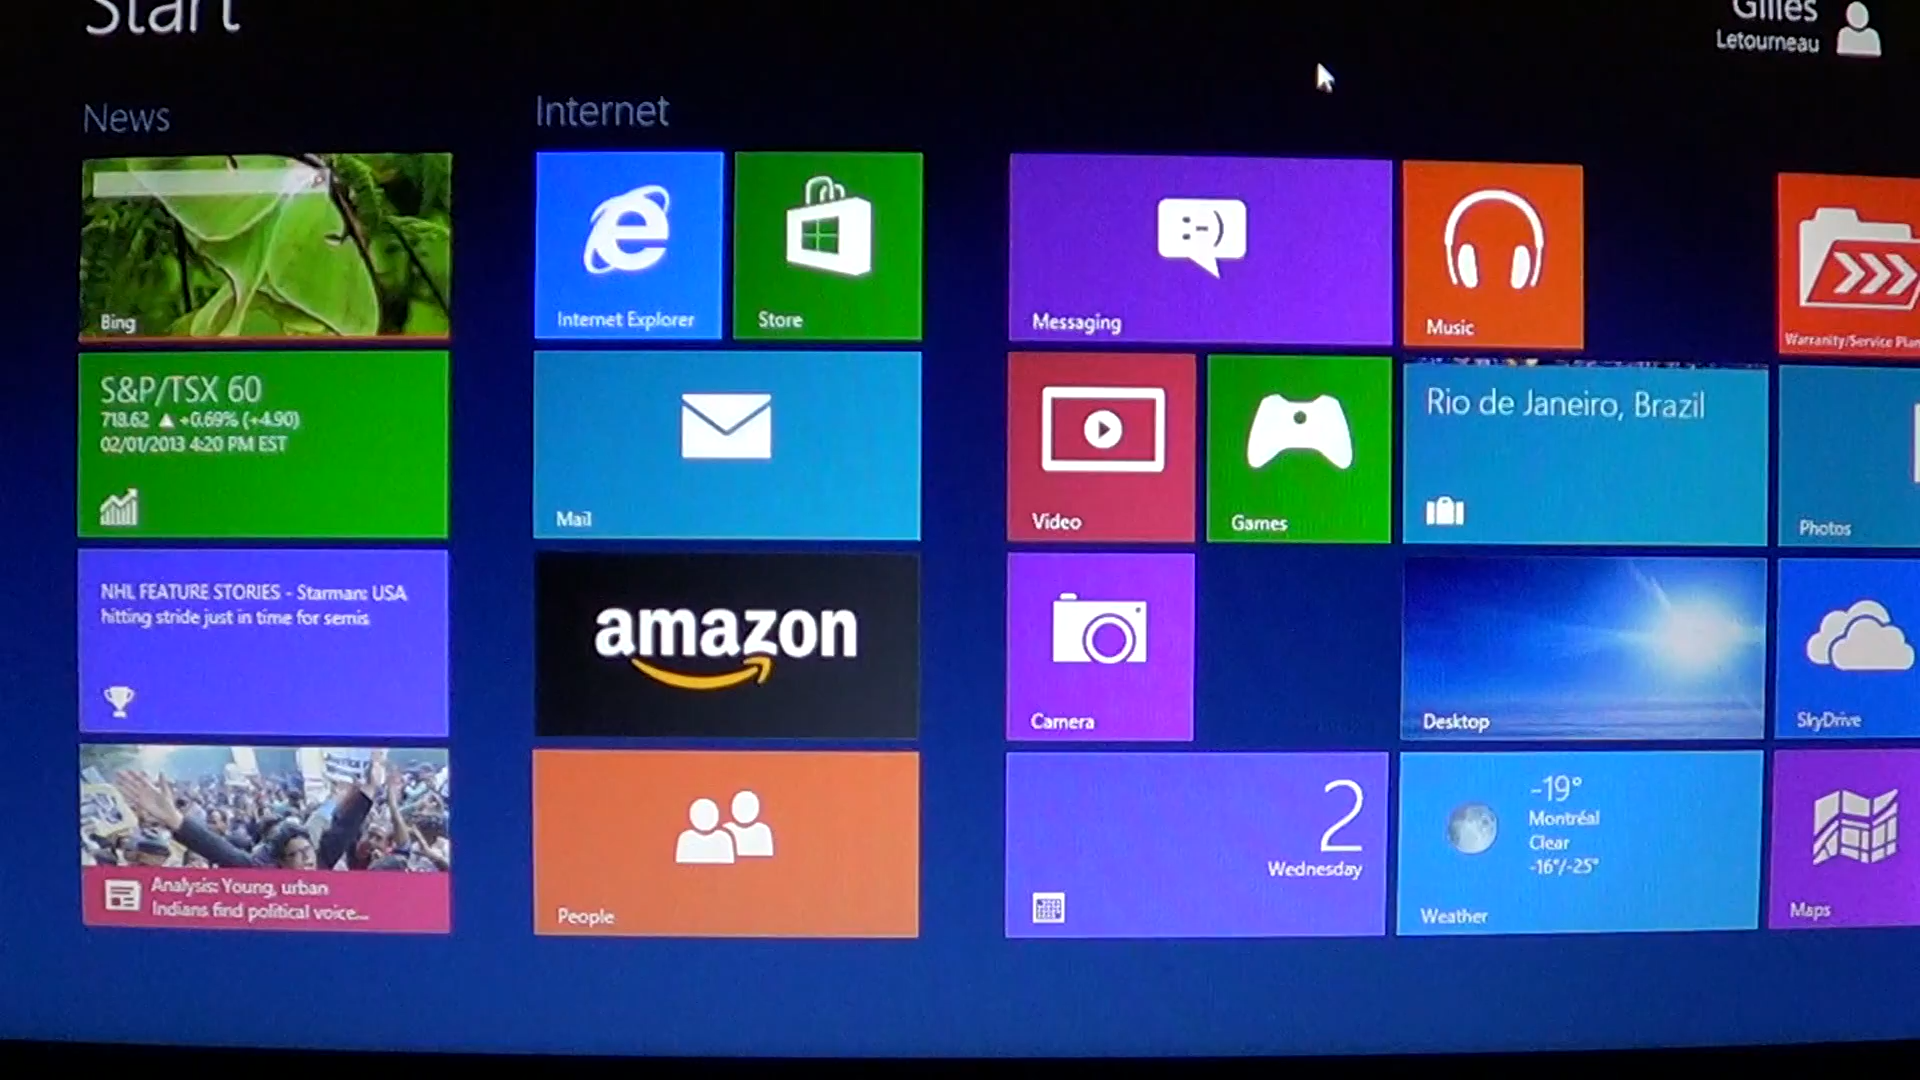 Start
Gilles
Letourneau
News
Internet
Bing
Internet Explorer
Store
Messaging
:-)
Music
Warranty/Service Plan
S&P/TSX 60
718.62 ▲ +0.69% (+4.90)
02/01/2013 4:20 PM EST
Mail
Video
Games
Rio de Janeiro, Brazil
Photos
NHL FEATURE STORIES - Starman: USA
hitting stride just in time for semis
amazon
Camera
Desktop
SkyDrive
Analysis: Young, urban
Indians find political voice...
People
2
Wednesday
-19°
Montréal
Clear
-16°/-25°
Weather
Maps